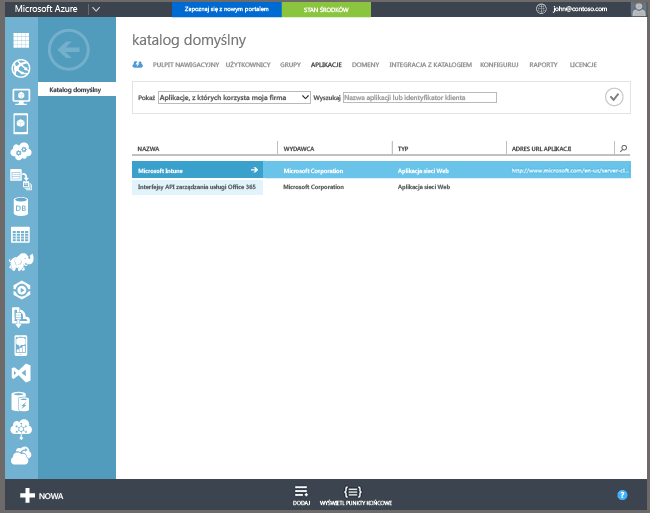 Microsoft Azure
Zapoznaj się z nowym portalem
STAN ŚRODKÓW
john@contoso.com
katalog domyślny
PULPIT NAWIGACYJNY UŻYTKOWNICY GRUPY APLIKACJE DOMENY INTEGRACJA Z KATALOGIEM KONFIGURUJ RAPORTY LICENCJE
Katalog domyślny
Pokaż Aplikacje, z których korzysta moja firma Wyszukaj Nazwa aplikacji lub identyfikator klienta
NAZWA WYDAWCA TYP ADRES URL APLIKACJI
Microsoft Intune Microsoft Corporation Aplikacja sieci Web http://www.microsoft.com/en-us/server-cl...
Interfejsy API zarządzania usługi Office 365 Microsoft Corporation Aplikacja sieci Web
DB
NOWA
DODAJ
WYŚWIETL PUNKTY KOŃCOWE
?